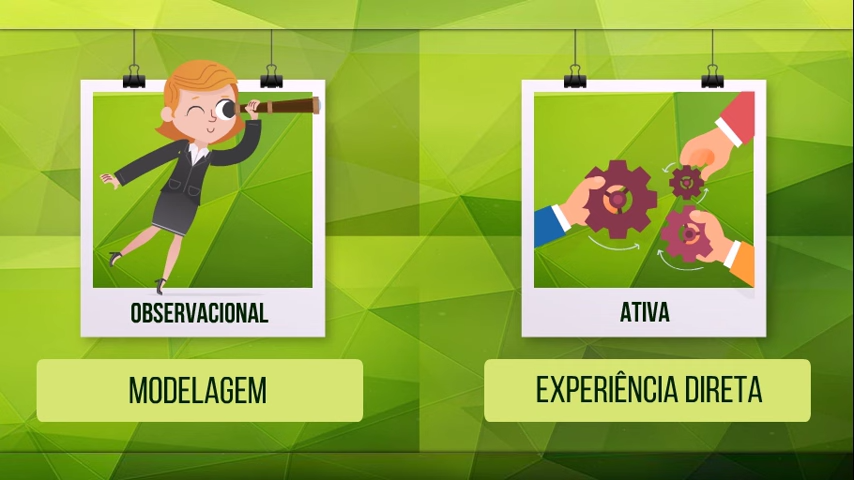 OBSERVACIONAL
MODELAGEM
ATIVA
EXPERIÊNCIA DIRETA